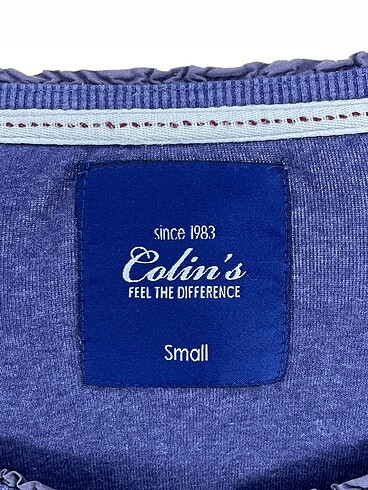 since 1983
Colin's
FEEL THE DIFFERENCE
Small